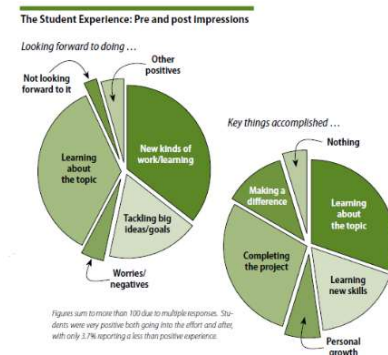 The Student Experience: Pre and post impressions
Looking forward to doing ...
Not looking
forward to it
Other
positives
New kinds of
work/learning
Learning
about
the topic
Tackling big
ideas/goals
Worries/
negatives
Key things accomplished ...
Nothing
Making a
difference
Learning
about
the topic
Completing
the project
Learning
new skills
Personal
growth
Figures sum to more than 100 due to multiple responses. Stu-
dents were very positive both going into the effort and after,
with only 3.7% reporting a less than positive experience.